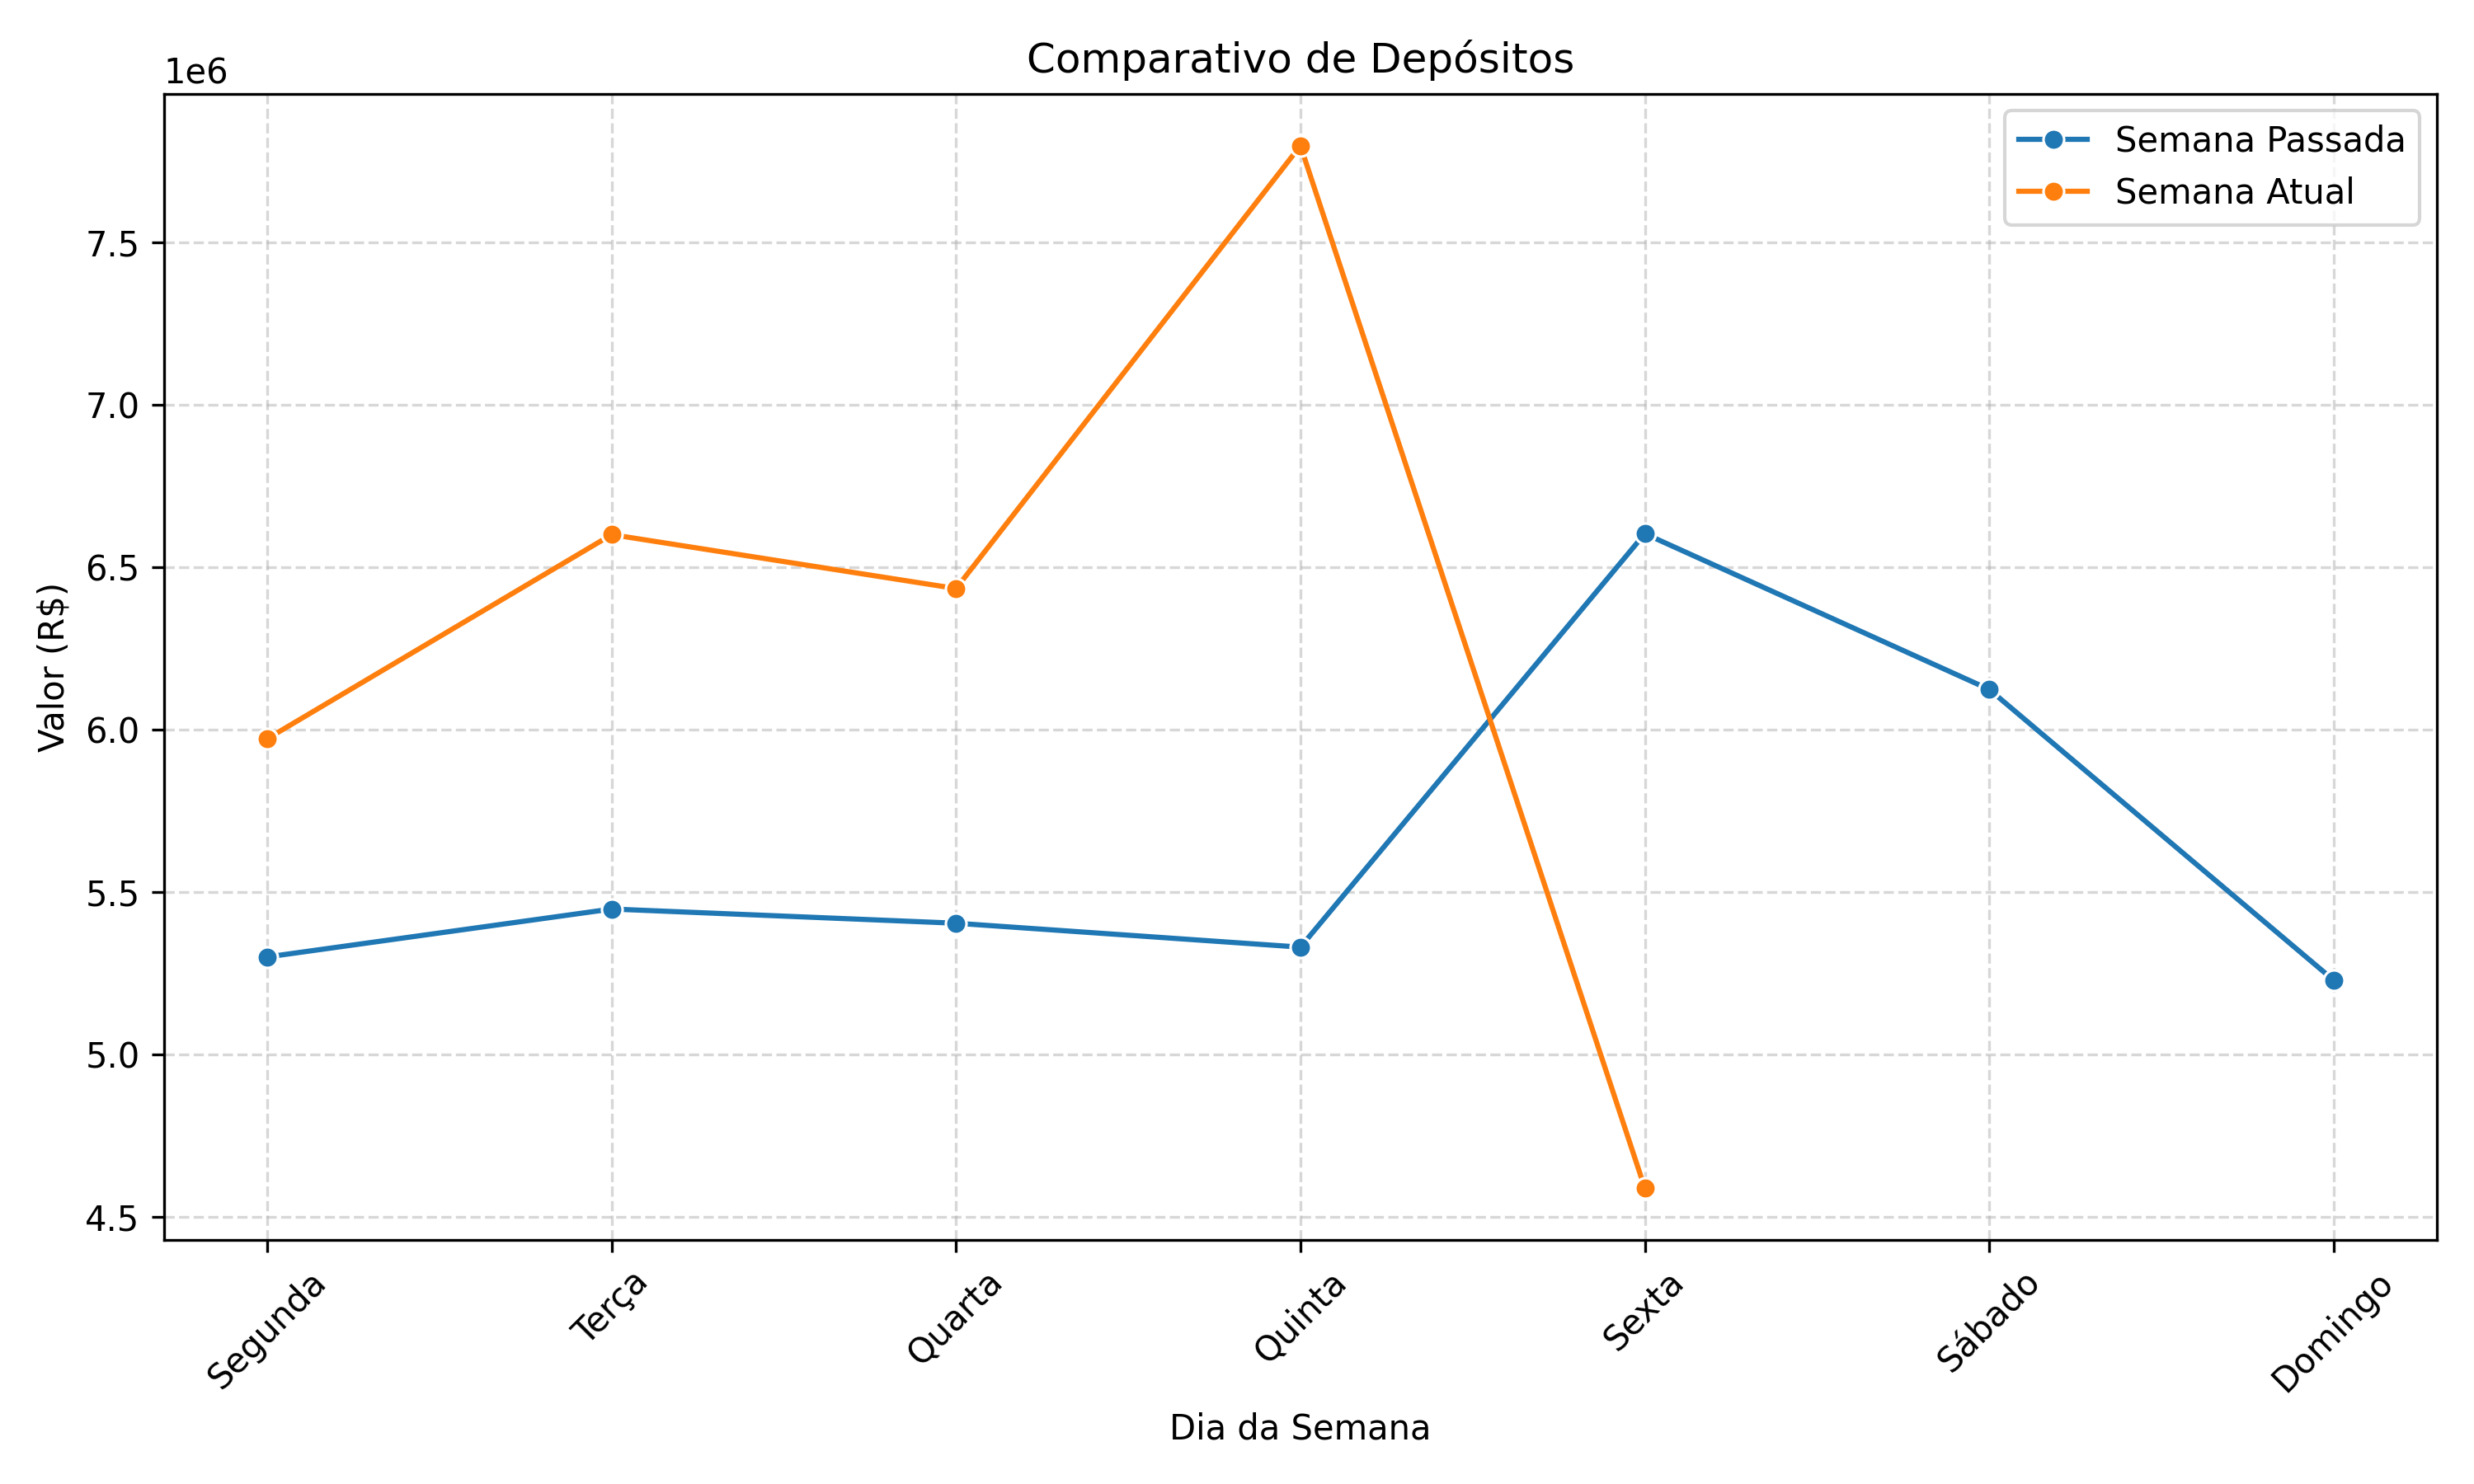 Comparativo de Depósitos
1e6
Semana Passada
Semana Atual
7.5
7.0
6.5
6.0
5.5
5.0
4.5
Valor (R$)
Segunda
Terça
Quarta
Quinta
Sexta
Sábado
Domingo
Dia da Semana